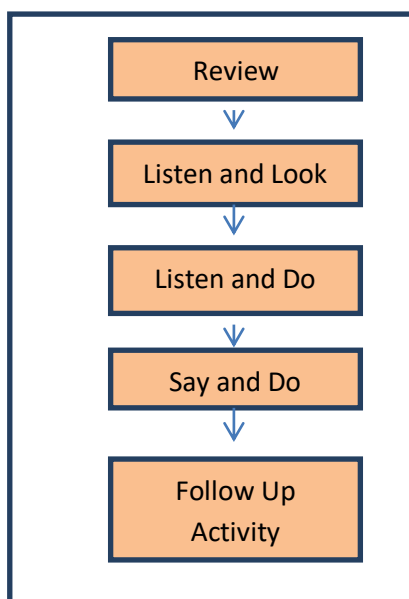 Review
Listen and Look
Listen and Do
Say and Do
Follow Up
Activity